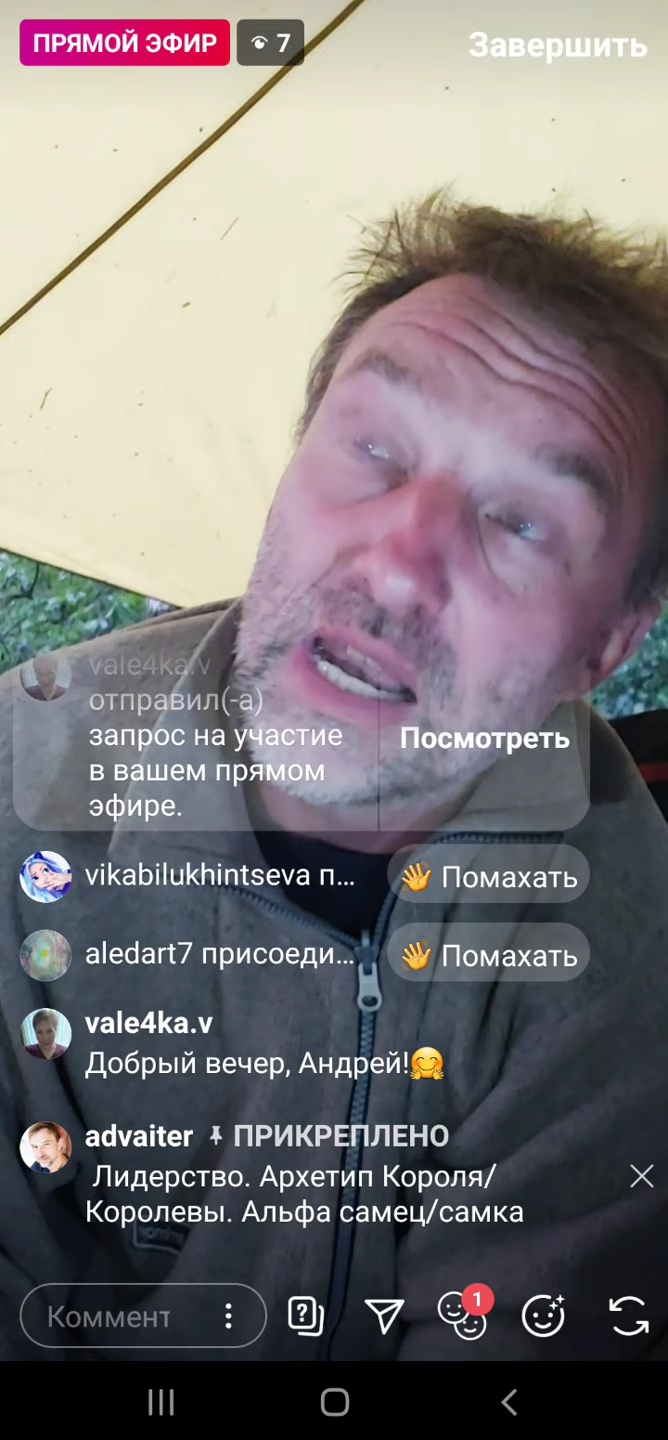 ПРЯМОЙ ЭФИР 7 Завершить
vale4ka.v
отправил(-а)
запрос на участие
в вашем прямом
эфире.
Посмотреть
vikabilukhintseva п... Помахать
aledart7 присоеди... Помахать
vale4ka.v
Добрый вечер, Андрей!🤗
advaiter ПРИКРЕПЛЕНО
Лидерство. Архетип Короля/
Королевы. Альфа самец/самка
Коммент
1